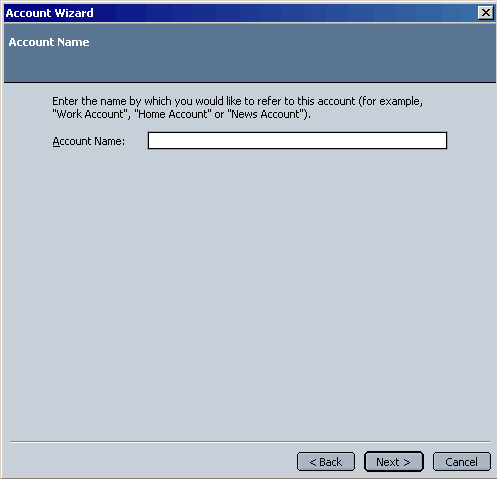 Account Wizard
Account Name
Enter the name by which you would like to refer to this account (for example,
"Work Account", "Home Account" or "News Account").
Account Name:
< Back Next > Cancel